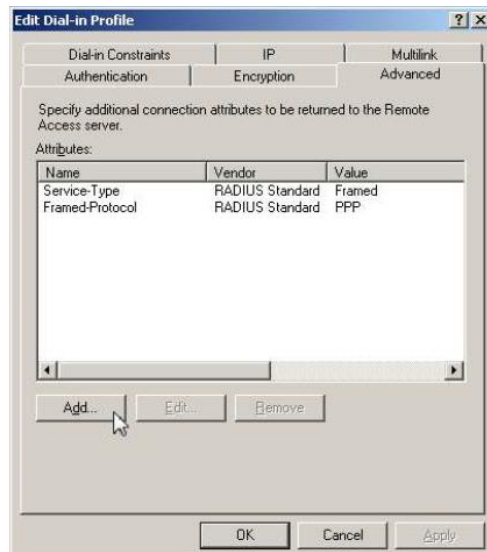 Edit Dial-in Profile
Dial-in Constraints IP Multilink
Authentication Encryption Advanced
Specify additional connection attributes to be returned to the Remote
Access server.
Attributes:
Name Vendor Value
Service-Type RADIUS Standard Framed
Framed-Protocol RADIUS Standard PPP
Add... Edit... Remove
OK Cancel Apply